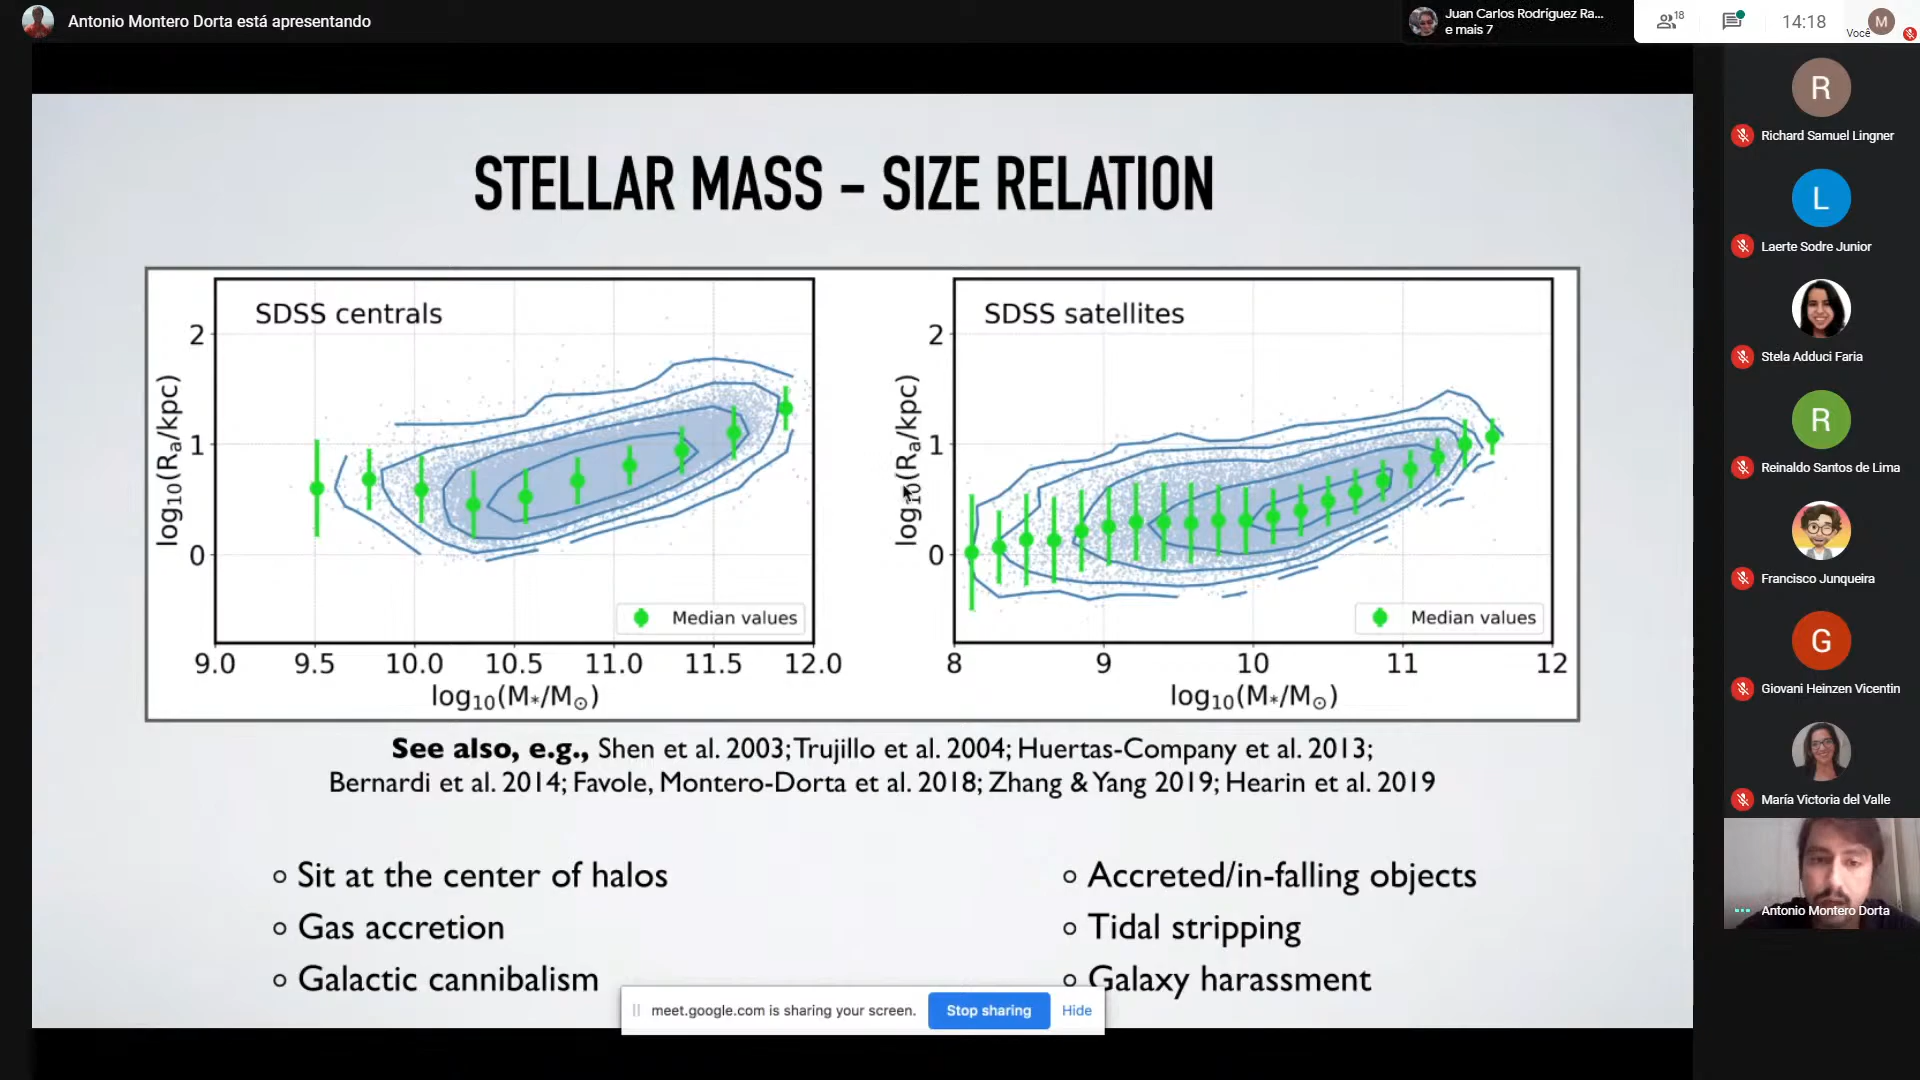 Antonio Montero Dorta está apresentando
Juan Carlos Rodríguez Ra...
e mais 7
18
14:18
Você
M
STELLAR MASS – SIZE RELATION
SDSS centrals
2
1
0
log₁₀(Rₐ/kpc)
Median values
9.0 9.5 10.0 10.5 11.0 11.5 12.0
log₁₀(M*/M⊙)
SDSS satellites
2
1
0
log₁₀(Rₐ/kpc)
Median values
8 9 10 11 12
log₁₀(M*/M⊙)
See also, e.g., Shen et al. 2003; Trujillo et al. 2004; Huertas-Company et al. 2013;
Bernardi et al. 2014; Favole, Montero-Dorta et al. 2018; Zhang & Yang 2019; Hearin et al. 2019
Sit at the center of halos
Gas accretion
Galactic cannibalism
Accreted/in-falling objects
Tidal stripping
Galaxy harassment
meet.google.com is sharing your screen.
Stop sharing
Hide
R
Richard Samuel Lingner
L
Laerte Sodre Junior
Stela Adduci Faria
R
Reinaldo Santos de Lima
Francisco Junqueira
G
Giovani Heinzen Vicentin
María Victoria del Valle
Antonio Montero Dorta